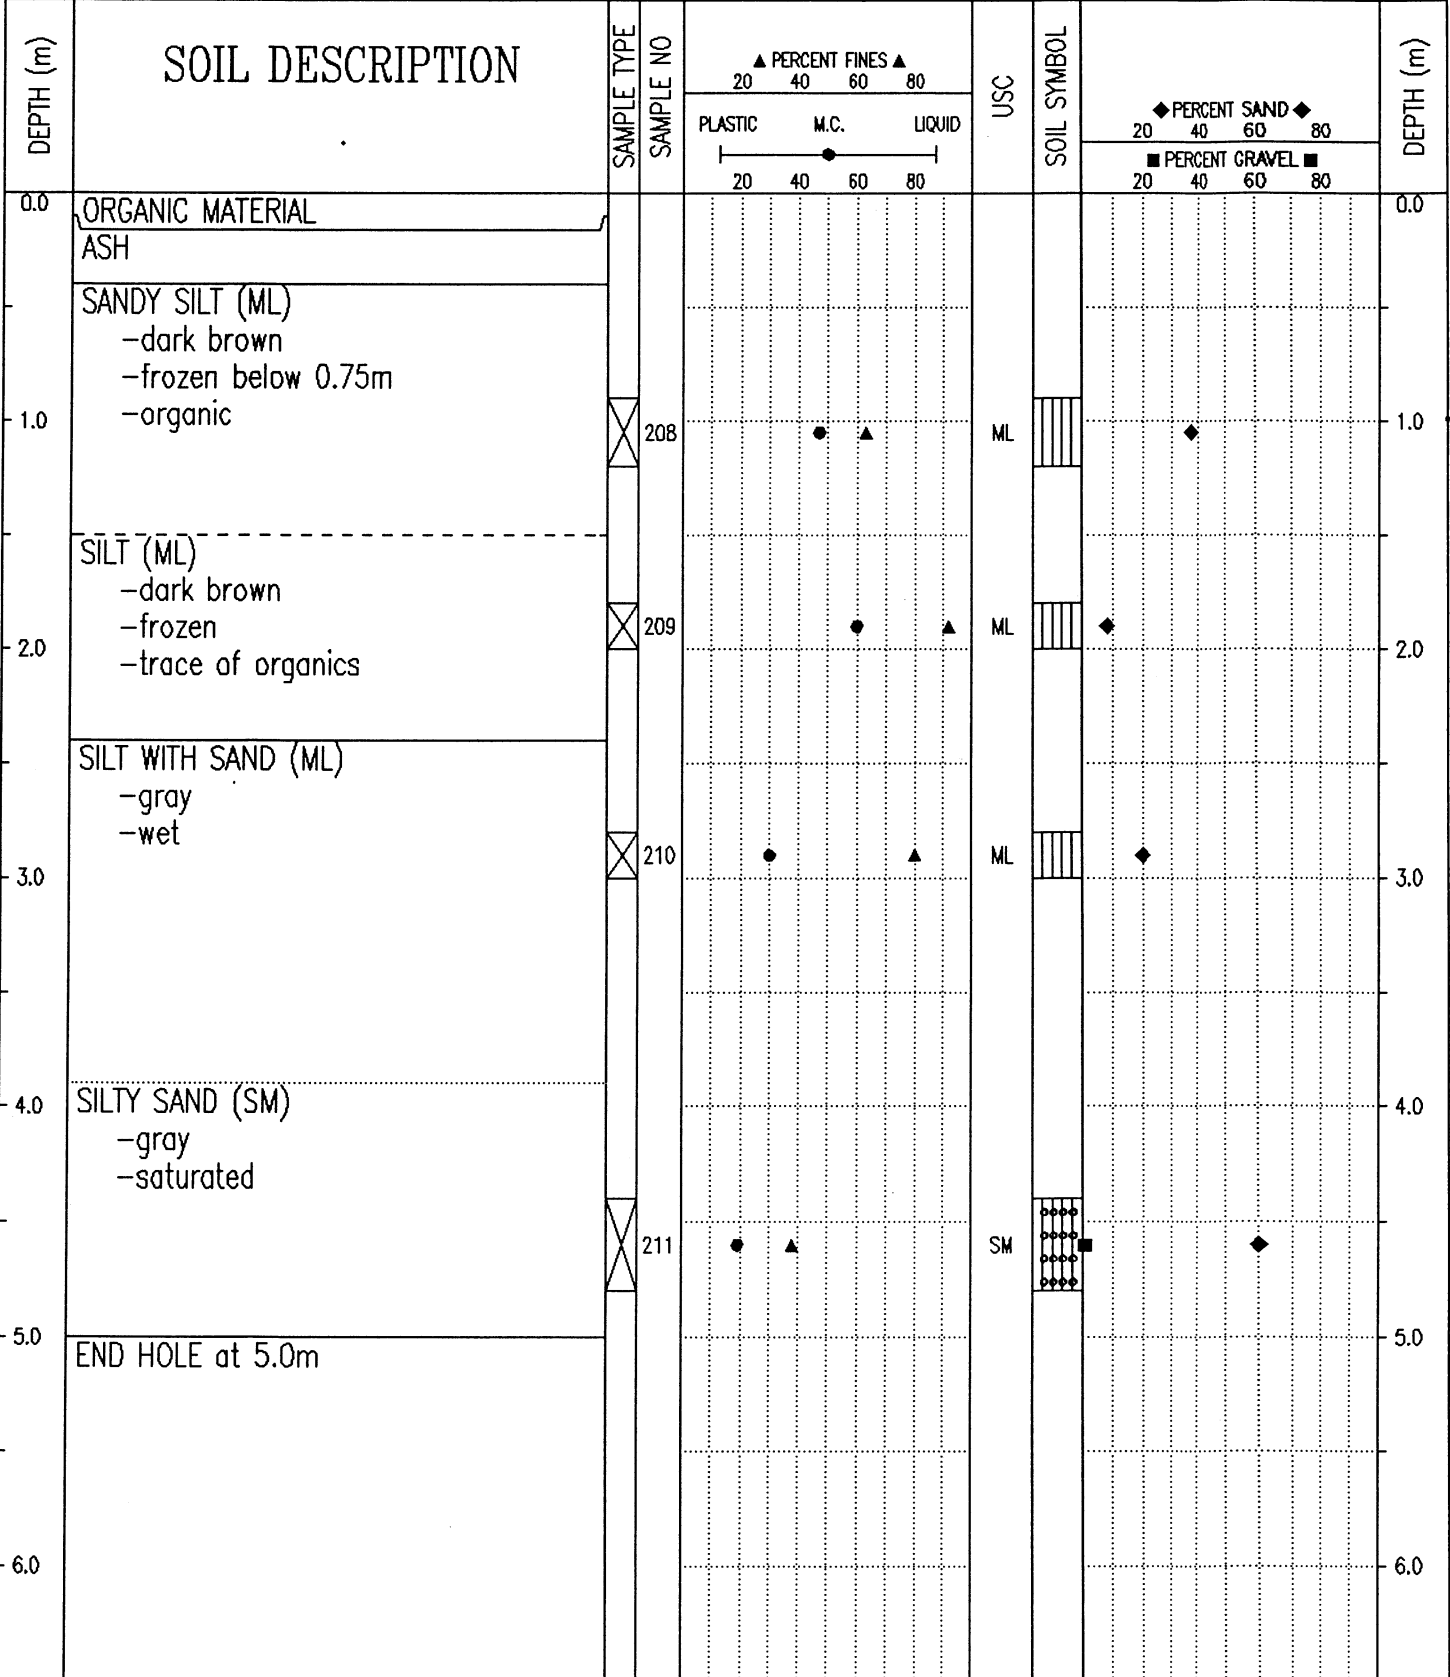 DEPTH (m)
SOIL DESCRIPTION
SAMPLE TYPE
SAMPLE NO
▲ PERCENT FINES ▲
20 40 60 80
PLASTIC M.C. LIQUID
20 40 60 80
USC
SOIL SYMBOL
◆ PERCENT SAND ◆
20 40 60 80
■ PERCENT GRAVEL ■
20 40 60 80
DEPTH (m)
0.0 0.0
ORGANIC MATERIAL
ASH
SANDY SILT (ML)
-dark brown
-frozen below 0.75m
-organic
1.0 208 ML 1.0
SILT (ML)
-dark brown
-frozen
-trace of organics
209 ML
2.0 2.0
SILT WITH SAND (ML)
-gray
-wet
210 ML
3.0 3.0
SILTY SAND (SM)
4.0 4.0
-gray
-saturated
211 SM
5.0 5.0
END HOLE at 5.0m
6.0 6.0